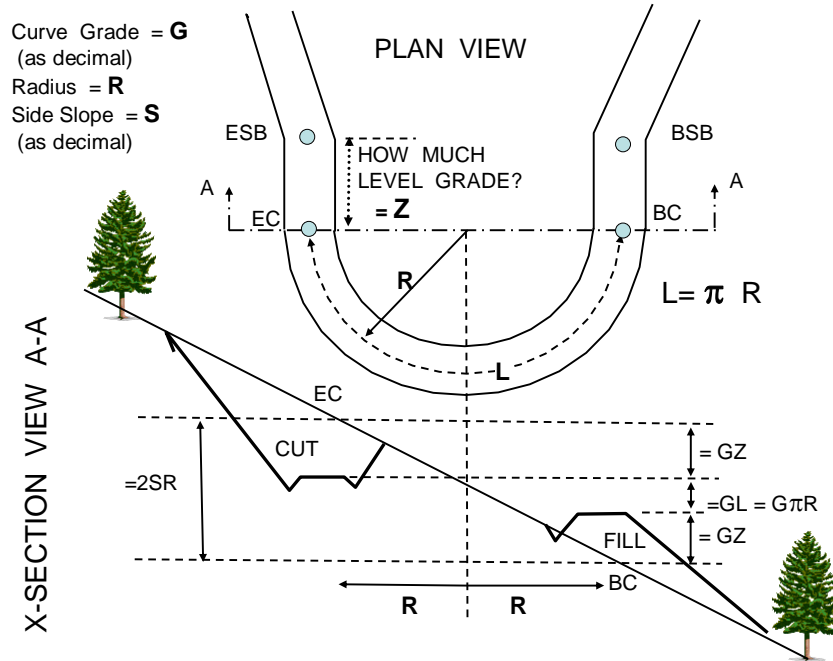 Curve Grade = G
(as decimal)
Radius = R
Side Slope = S
(as decimal)
PLAN VIEW
ESB
BSB
HOW MUCH
LEVEL GRADE?
= Z
A
A
EC
BC
R
L= π R
L
X-SECTION VIEW A-A
EC
CUT
= GZ
=2SR
=GL = GπR
FILL
= GZ
BC
R
R